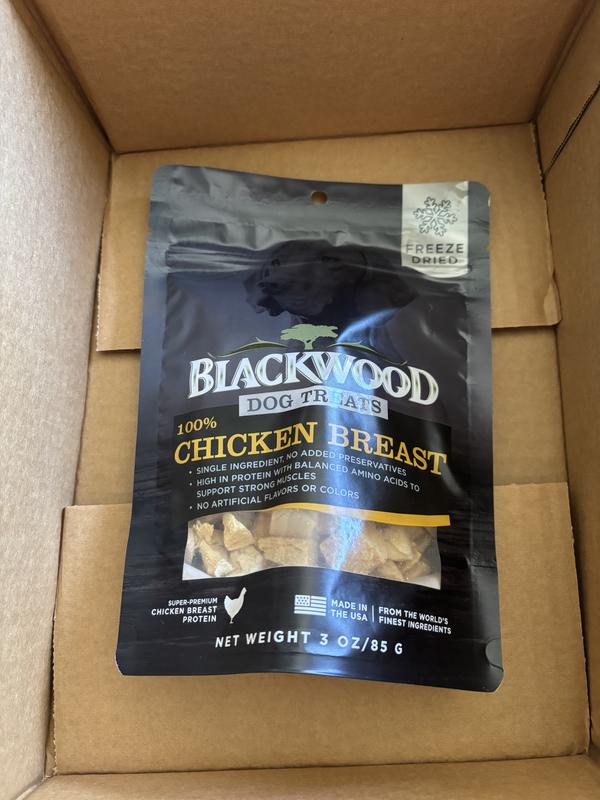 FREEZE
DRIED
BLACKWOOD
DOG TREATS
100%
CHICKEN BREAST
• SINGLE INGREDIENT, NO ADDED PRESERVATIVES
• HIGH IN PROTEIN WITH BALANCED AMINO ACIDS TO
SUPPORT STRONG MUSCLES
• NO ARTIFICIAL FLAVORS OR COLORS
SUPER-PREMIUM
CHICKEN BREAST
PROTEIN
MADE IN
THE USA
FROM THE WORLD'S
FINEST INGREDIENTS
NET WEIGHT 3 OZ/85 G